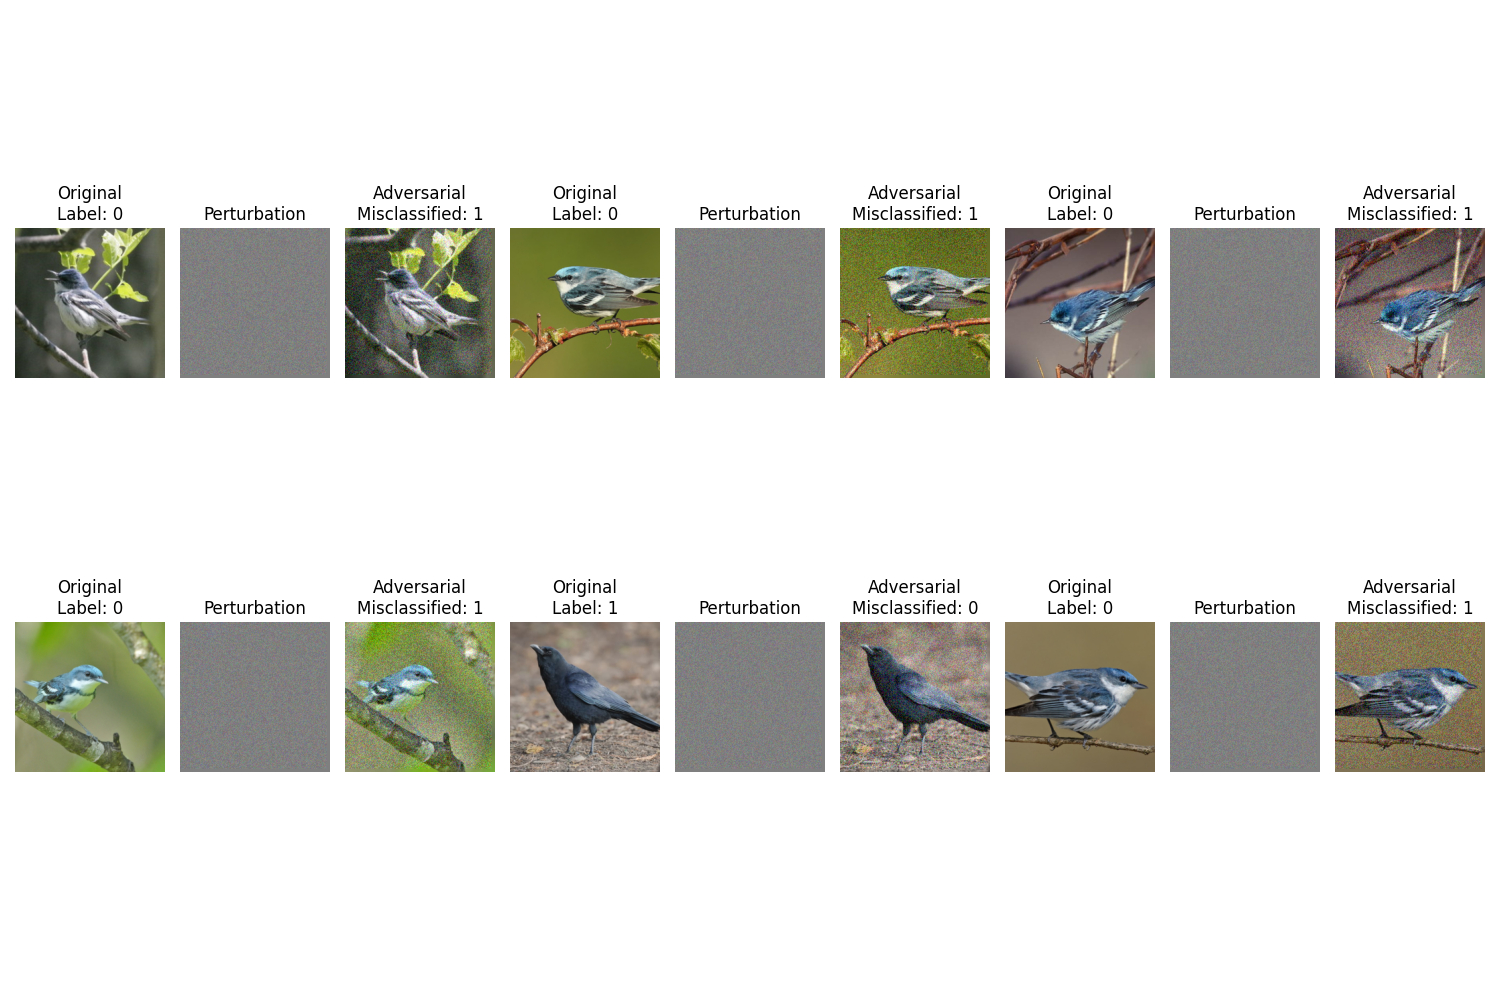 Original
Label: 0
Perturbation
Adversarial
Misclassified: 1
Original
Label: 0
Perturbation
Adversarial
Misclassified: 1
Original
Label: 0
Perturbation
Adversarial
Misclassified: 1
Original
Label: 0
Perturbation
Adversarial
Misclassified: 1
Original
Label: 1
Perturbation
Adversarial
Misclassified: 0
Original
Label: 0
Perturbation
Adversarial
Misclassified: 1